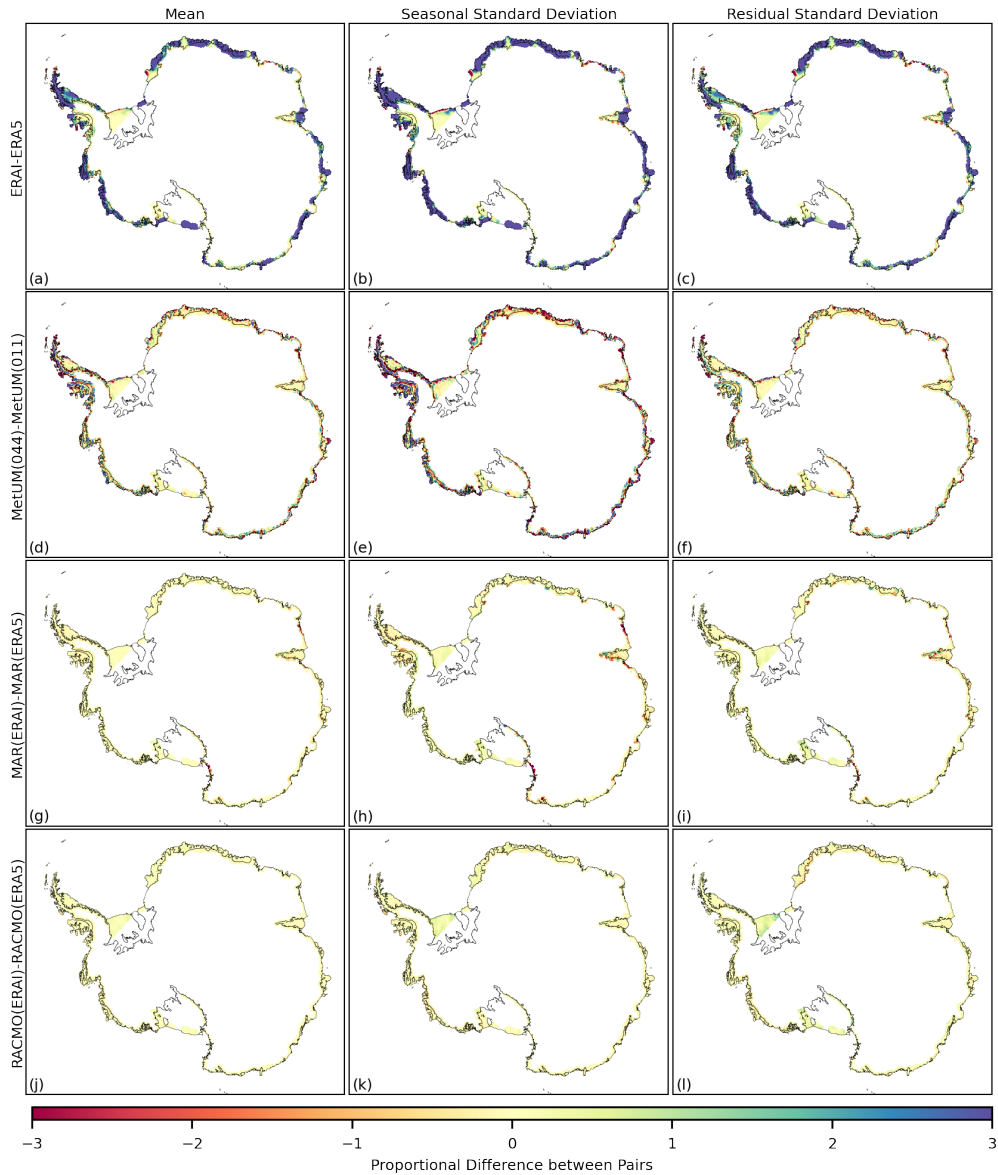 Mean Seasonal Standard Deviation Residual Standard Deviation
ERAI-ERA5
(a) (b) (c)
MetUM(044)-MetUM(011)
(d) (e) (f)
MAR(ERAI)-MAR(ERA5)
(g) (h) (i)
RACMO(ERAI)-RACMO(ERA5)
(j) (k) (l)
−3 −2 −1 0 1 2 3
Proportional Difference between Pairs